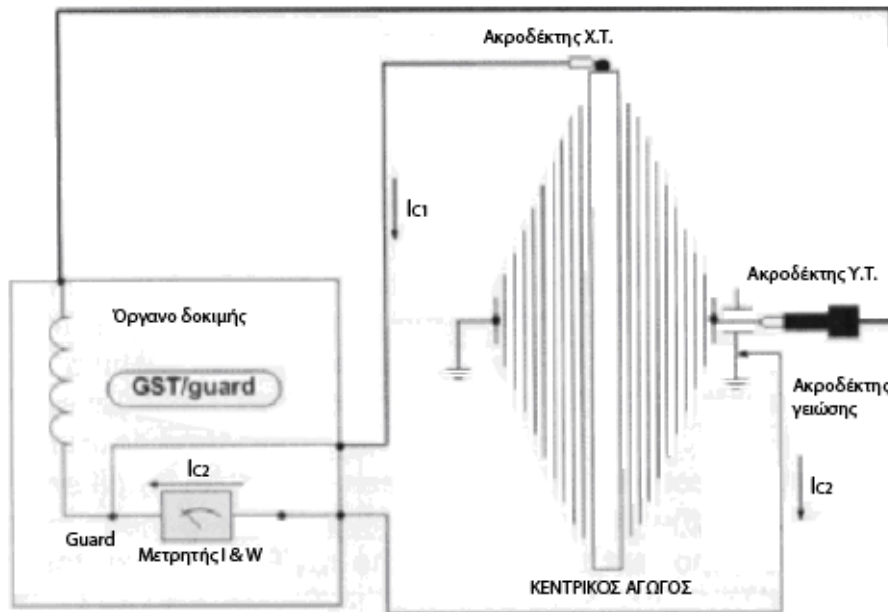 Ακροδέκτης Χ.Τ.
IC1
Ακροδέκτης Υ.Τ.
Όργανο δοκιμής
GST/guard
Ακροδέκτης
γειώσης
IC2
IC2
Guard
Μετρητής I & W
ΚΕΝΤΡΙΚΟΣ ΑΓΩΓΟΣ